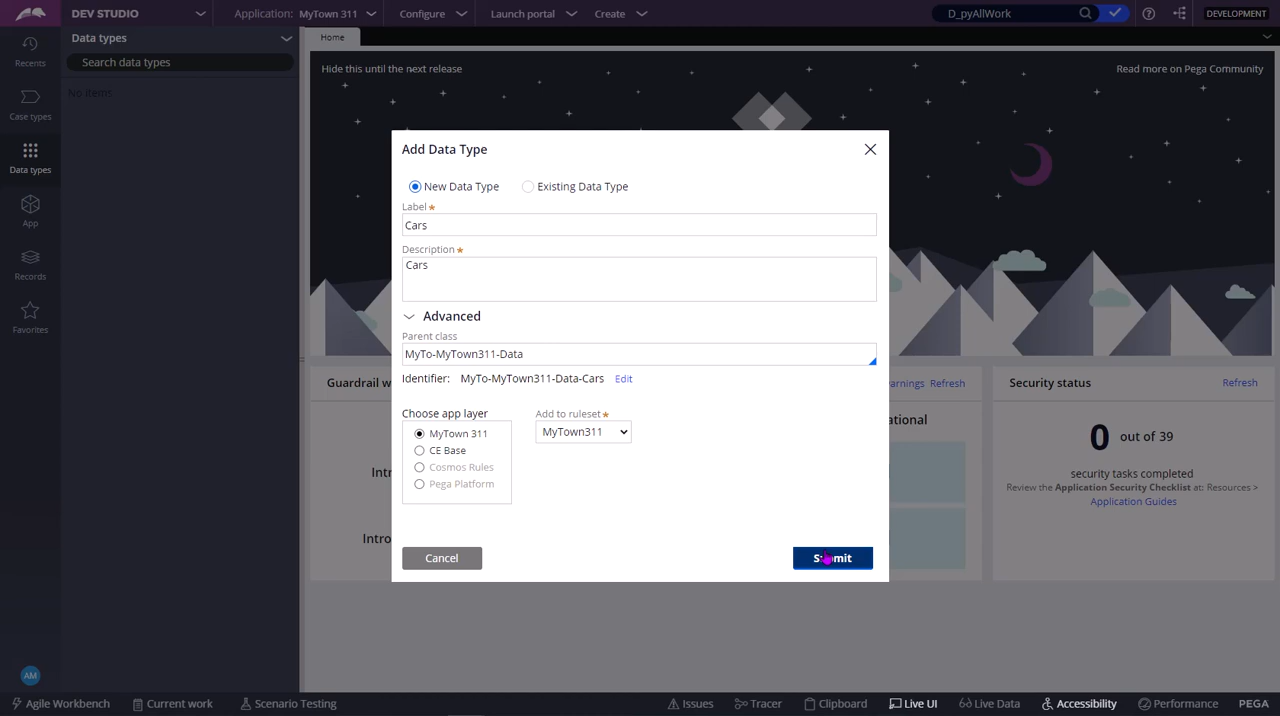 DEV STUDIO
Application: MyTown 311
Configure
Launch portal
Create
D_pyAllWork
DEVELOPMENT
Recents
Case types
Data types
App
Records
Favorites
AM
Data types
Search data types
No items
Home
Hide this until the next release
Read more on Pega Community
Add Data Type
New Data Type
Existing Data Type
Label *
Cars
Description *
Cars
Advanced
Parent class
MyTo-MyTown311-Data
Identifier: MyTo-MyTown311-Data-Cars Edit
Choose app layer
MyTown 311
CE Base
Cosmos Rules
Pega Platform
Add to ruleset *
MyTown311
Cancel
Submit
Guardrail w
Intr
Intro
arnings Refresh
tional
Security status
Refresh
0 out of 39
security tasks completed
Review the Application Security Checklist at: Resources >
Application Guides
Agile Workbench
Current work
Scenario Testing
Issues
Tracer
Clipboard
Live UI
Live Data
Accessibility
Performance
PEGA